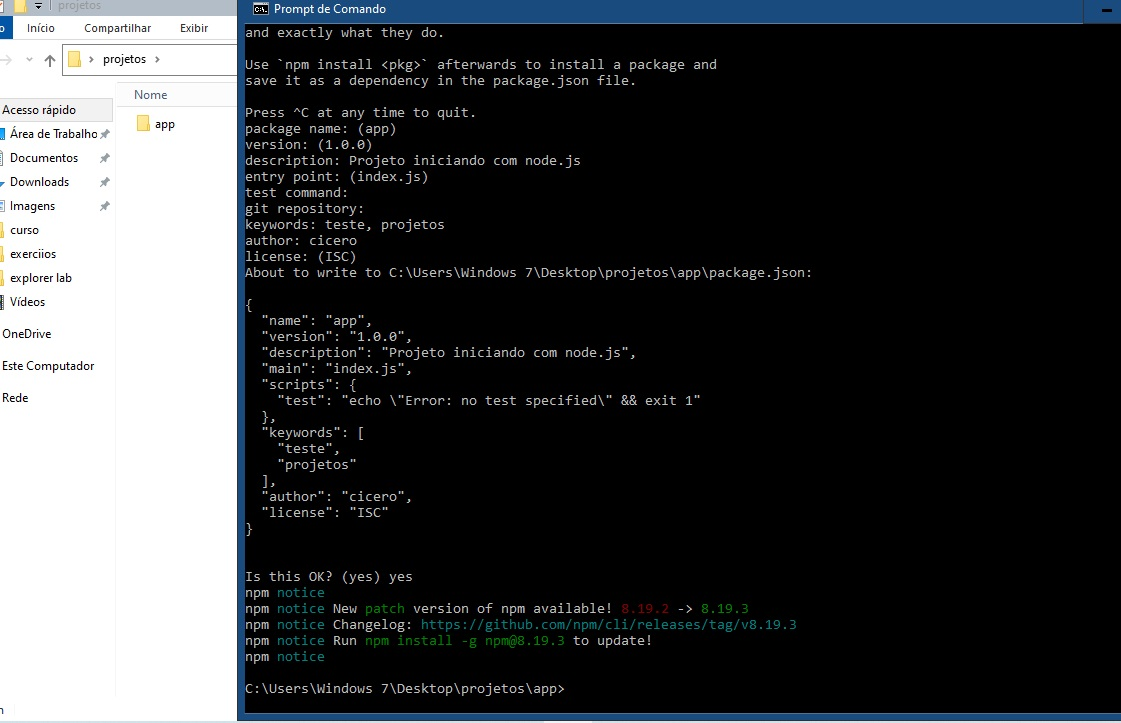 projetos
Início Compartilhar Exibir
projetos
Nome
app
Acesso rápido
Área de Trabalho
Documentos
Downloads
Imagens
curso
exerciios
explorer lab
Vídeos
OneDrive
Este Computador
Rede
Prompt de Comando
and exactly what they do.
Use `npm install <pkg>` afterwards to install a package and
save it as a dependency in the package.json file.
Press ^C at any time to quit.
package name: (app)
version: (1.0.0)
description: Projeto iniciando com node.js
entry point: (index.js)
test command:
git repository:
keywords: teste, projetos
author: cicero
license: (ISC)
About to write to C:\Users\Windows 7\Desktop\projetos\app\package.json:
{
  "name": "app",
  "version": "1.0.0",
  "description": "Projeto iniciando com node.js",
  "main": "index.js",
  "scripts": {
    "test": "echo \"Error: no test specified\" && exit 1"
  },
  "keywords": [
    "teste",
    "projetos"
  ],
  "author": "cicero",
  "license": "ISC"
}
Is this OK? (yes) yes
npm notice
npm notice New patch version of npm available! 8.19.2 -> 8.19.3
npm notice Changelog: https://github.com/npm/cli/releases/tag/v8.19.3
npm notice Run npm install -g npm@8.19.3 to update!
npm notice
C:\Users\Windows 7\Desktop\projetos\app>